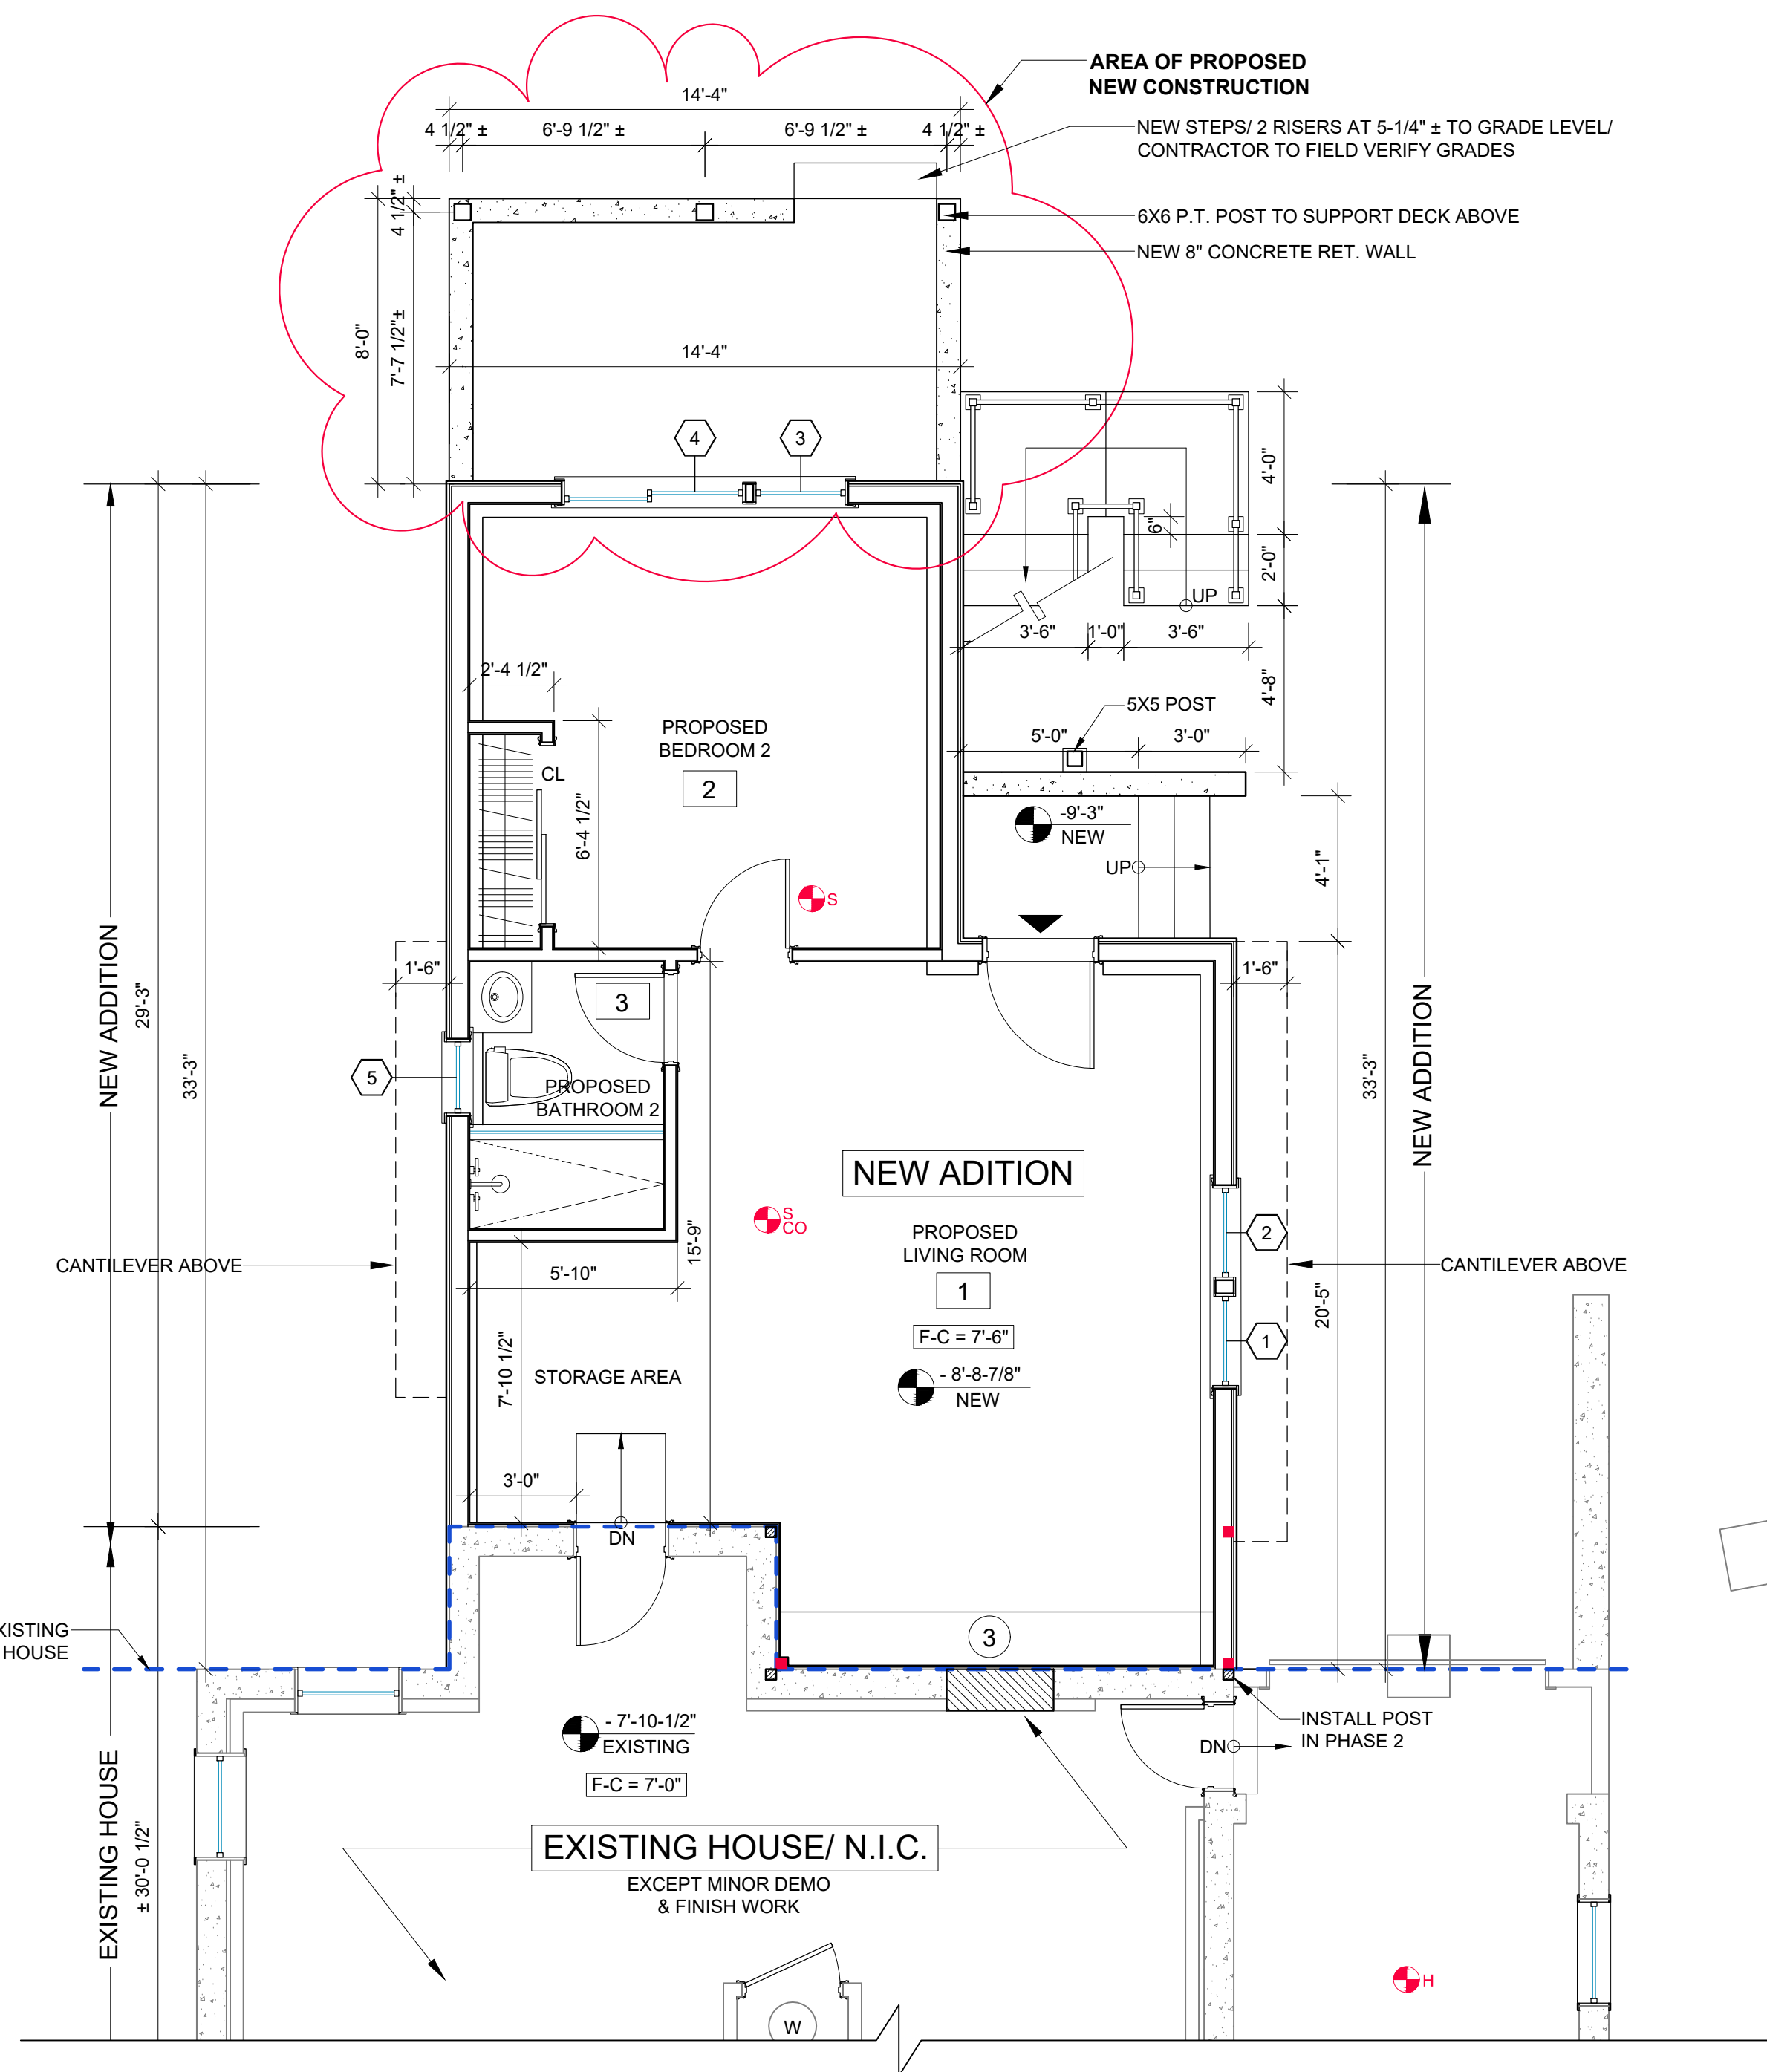 AREA OF PROPOSED
NEW CONSTRUCTION
14'-4"
4 1/2" ±
6'-9 1/2" ±
6'-9 1/2" ±
4 1/2" ±
NEW STEPS/ 2 RISERS AT 5-1/4" ± TO GRADE LEVEL/
CONTRACTOR TO FIELD VERIFY GRADES
4 1/2" ±
6X6 P.T. POST TO SUPPORT DECK ABOVE
NEW 8" CONCRETE RET. WALL
8'-0"
7'-7 1/2"±
14'-4"
4
3
4'-0"
6"
2'-0"
UP
3'-6"
1'-0"
3'-6"
2'-4 1/2"
4'-8"
5X5 POST
PROPOSED
BEDROOM 2
2
5'-0"
3'-0"
CL
6'-4 1/2"
-9'-3"
NEW
UP
4'-1"
S
NEW ADDITION
29'-3"
33'-3"
1'-6"
1'-6"
3
5
PROPOSED
BATHROOM 2
33'-3"
NEW ADDITION
NEW ADITION
S
CO
15'-9"
PROPOSED
LIVING ROOM
1
2
CANTILEVER ABOVE
5'-10"
CANTILEVER ABOVE
20'-5"
F-C = 7'-6"
1
7'-10 1/2"
STORAGE AREA
- 8'-8-7/8"
NEW
3'-0"
DN
XISTING
HOUSE
3
- 7'-10-1/2"
EXISTING
INSTALL POST
IN PHASE 2
DN
F-C = 7'-0"
EXISTING HOUSE
± 30'-0 1/2"
EXISTING HOUSE/ N.I.C.
EXCEPT MINOR DEMO
& FINISH WORK
H
W